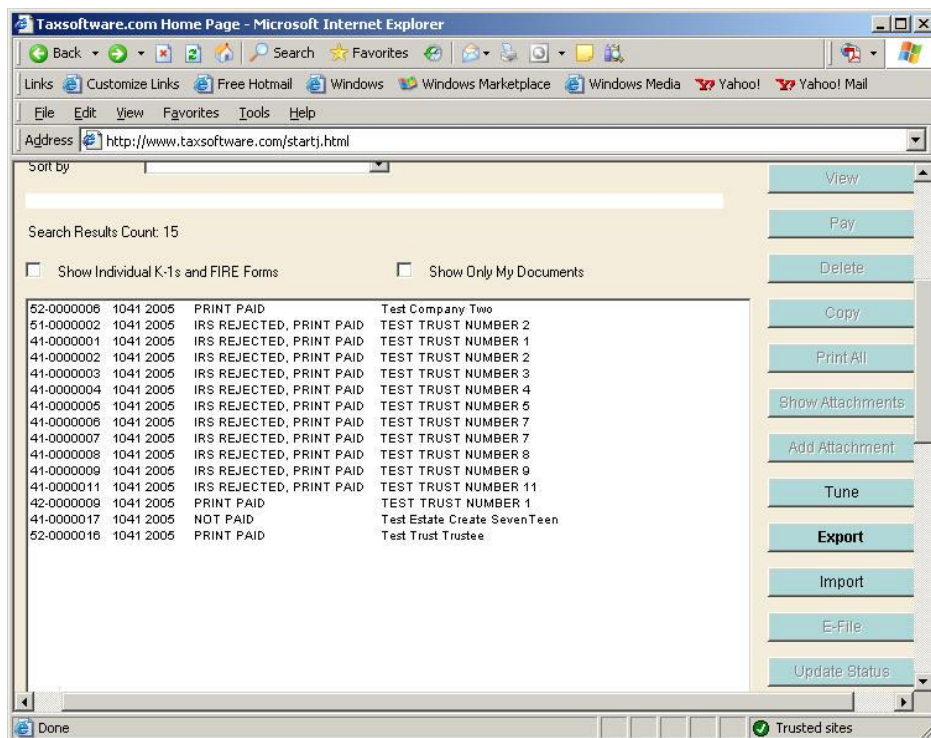 Taxsoftware.com Home Page - Microsoft Internet Explorer
Back Search Favorites
Links Customize Links Free Hotmail Windows Windows Marketplace Windows Media Yahoo! Yahoo! Mail
File Edit View Favorites Tools Help
Address http://www.taxsoftware.com/startj.html
Sort by
View
Pay
Search Results Count: 15
Show Individual K-1s and FIRE Forms Show Only My Documents
Delete
52-0000006 1041 2005 PRINT PAID Test Company Two
51-0000002 1041 2005 IRS REJECTED, PRINT PAID TEST TRUST NUMBER 2
41-0000001 1041 2005 IRS REJECTED, PRINT PAID TEST TRUST NUMBER 1
41-0000002 1041 2005 IRS REJECTED, PRINT PAID TEST TRUST NUMBER 2
41-0000003 1041 2005 IRS REJECTED, PRINT PAID TEST TRUST NUMBER 3
41-0000004 1041 2005 IRS REJECTED, PRINT PAID TEST TRUST NUMBER 4
41-0000005 1041 2005 IRS REJECTED, PRINT PAID TEST TRUST NUMBER 5
41-0000006 1041 2005 IRS REJECTED, PRINT PAID TEST TRUST NUMBER 7
41-0000007 1041 2005 IRS REJECTED, PRINT PAID TEST TRUST NUMBER 7
41-0000008 1041 2005 IRS REJECTED, PRINT PAID TEST TRUST NUMBER 8
41-0000009 1041 2005 IRS REJECTED, PRINT PAID TEST TRUST NUMBER 9
41-0000011 1041 2005 IRS REJECTED, PRINT PAID TEST TRUST NUMBER 11
42-0000009 1041 2005 PRINT PAID TEST TRUST NUMBER 1
41-0000017 1041 2005 NOT PAID Test Estate Create SevenTeen
52-0000016 1041 2005 PRINT PAID Test Trust Trustee
Copy
Print All
Show Attachments
Add Attachment
Tune
Export
Import
E-File
Update Status
Done Trusted sites